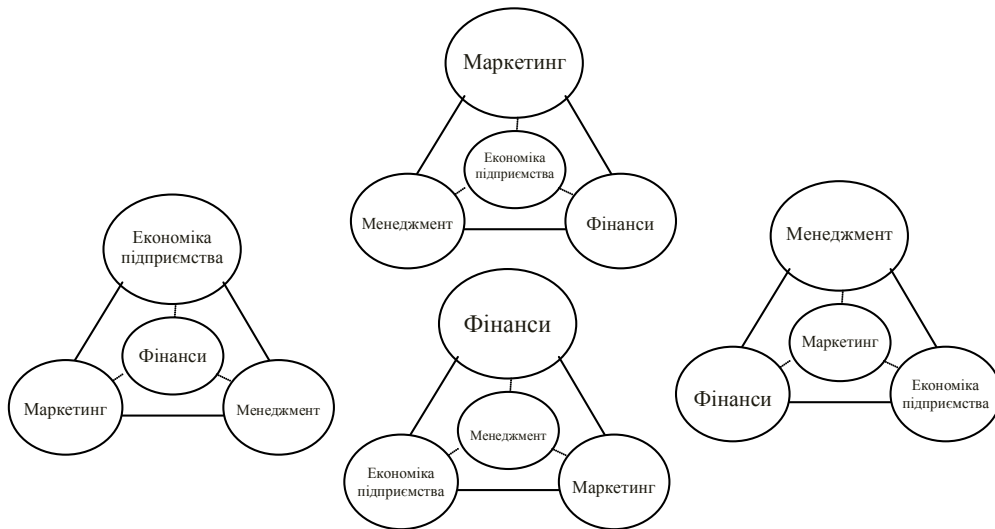 Маркетинг
Економіка
підприємства
Менеджмент
Фінанси
Економіка
підприємства
Фінанси
Маркетинг
Менеджмент
Фінанси
Менеджмент
Економіка
підприємства
Маркетинг
Менеджмент
Маркетинг
Фінанси
Економіка
підприємства